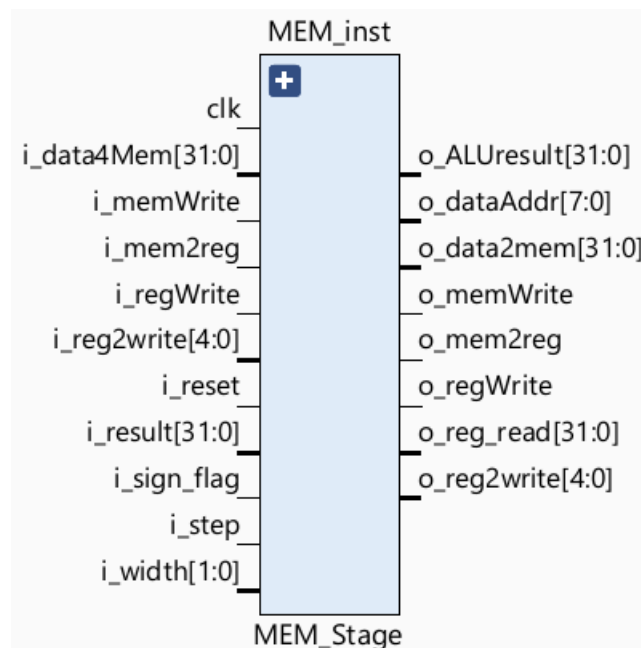 MEM_inst
clk
i_data4Mem[31:0]
i_memWrite
i_mem2reg
i_regWrite
i_reg2write[4:0]
i_reset
i_result[31:0]
i_sign_flag
i_step
i_width[1:0]
o_ALUresult[31:0]
o_dataAddr[7:0]
o_data2mem[31:0]
o_memWrite
o_mem2reg
o_regWrite
o_reg_read[31:0]
o_reg2write[4:0]
MEM_Stage